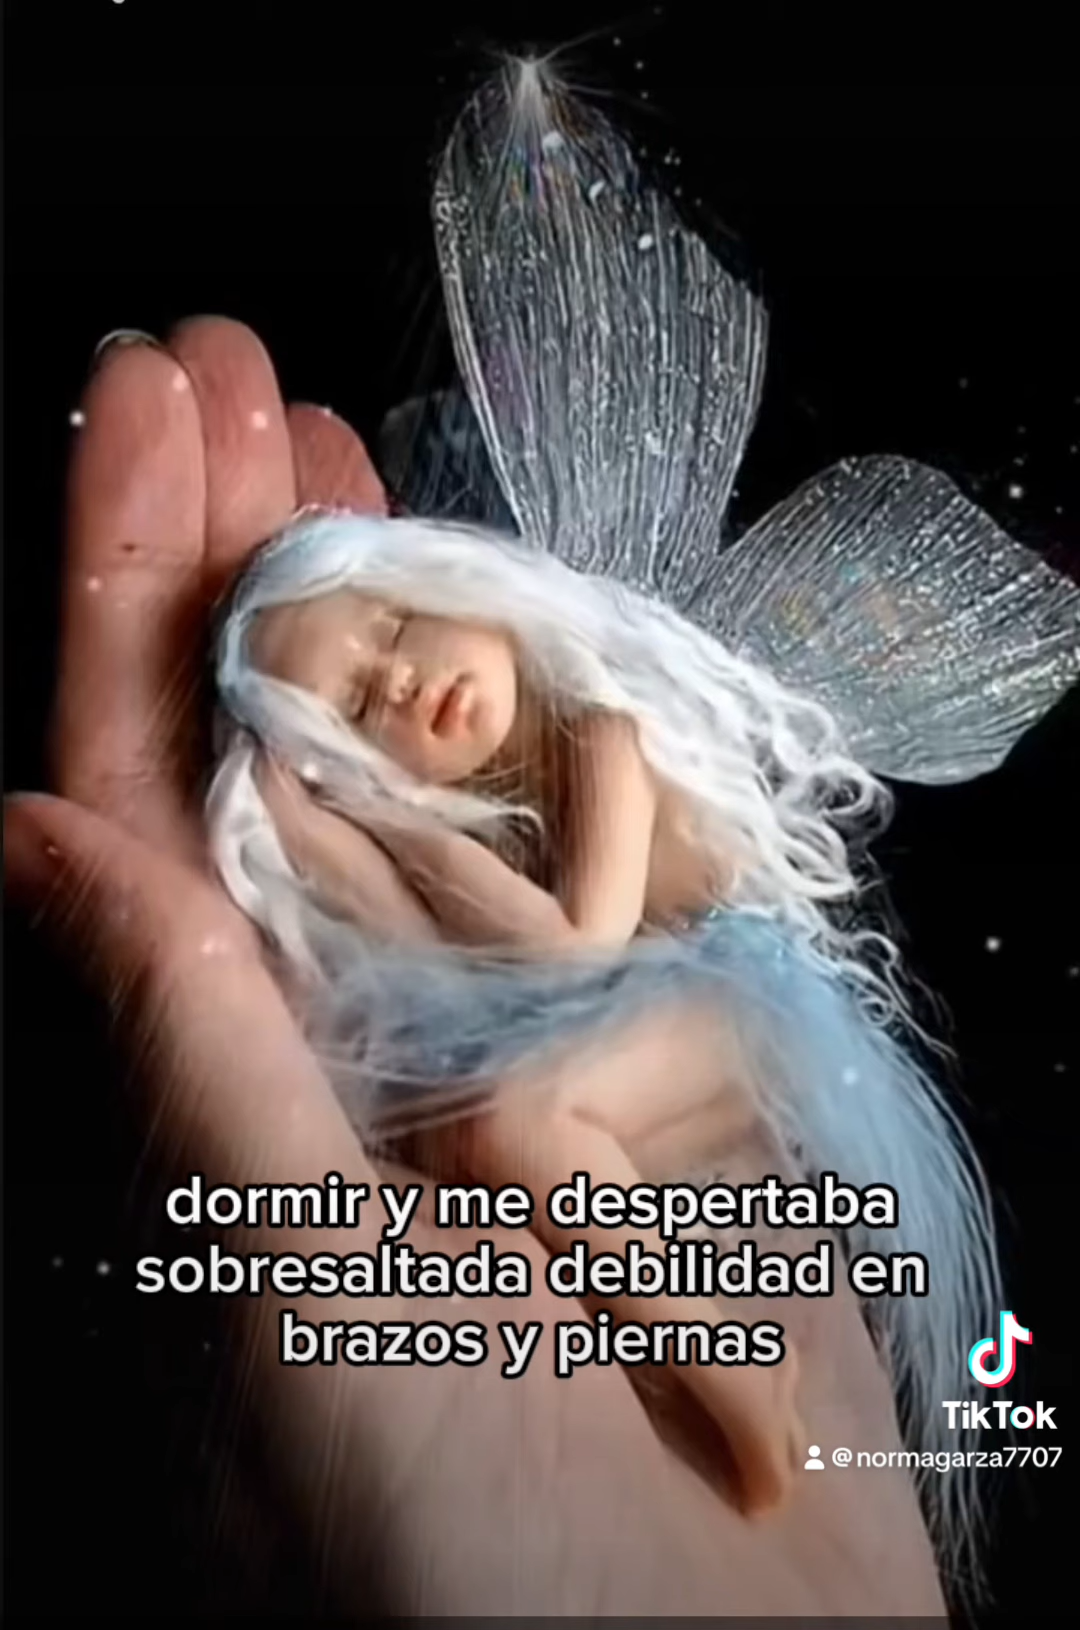 dormir y me despertaba
sobresaltada debilidad en
brazos y piernas
TikTok
@normagarza7707